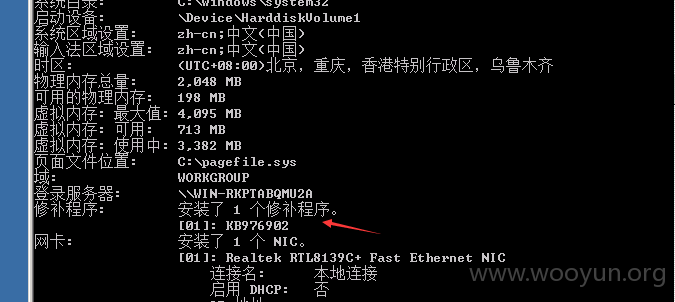 系统目录: C:\Windows\system32
启动设备: \Device\HarddiskVolume1
系统区域设置: zh-cn;中文(中国)
输入法区域设置: zh-cn;中文(中国)
时区: (UTC+08:00)北京，重庆，香港特别行政区，乌鲁木齐
物理内存总量: 2,048 MB
可用的物理内存: 198 MB
虚拟内存: 最大值: 4,095 MB
虚拟内存: 可用: 713 MB
虚拟内存: 使用中: 3,382 MB
页面文件位置: C:\pagefile.sys
域: WORKGROUP
登录服务器: \\WIN-RKPTABQMU2A
修补程序: 安装了 1 个修补程序。
[01]: KB976902
网卡: 安装了 1 个 NIC。
[01]: Realtek RTL8139C+ Fast Ethernet NIC
连接名: 本地连接
启用 DHCP: 否
www.wooyun.org